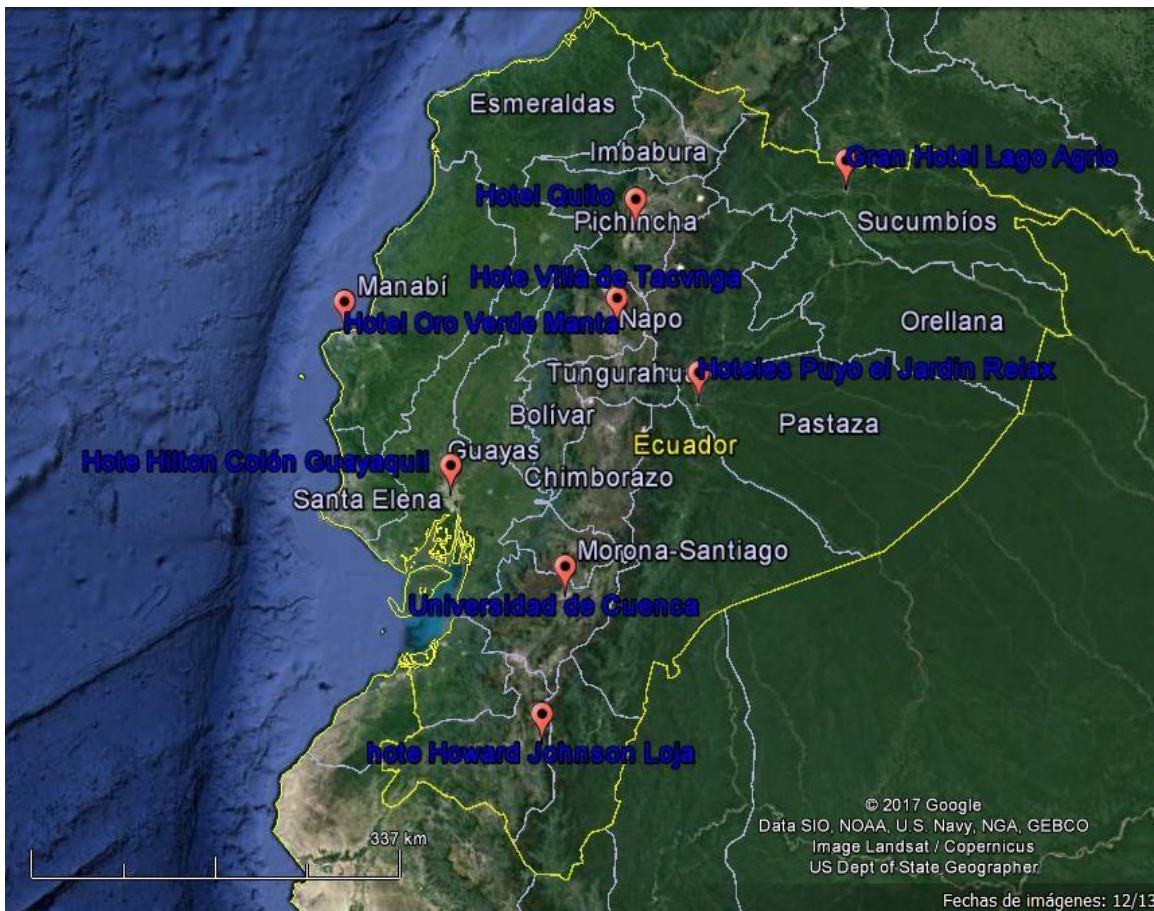 Esmeraldas
Imbabura
Gran Hotel Lago Agrio
Hotel Quito
Pichincha
Sucumbíos
Hote Villa de Tacvnga
Manabí
Hotel Oro Verde Manta
Napo
Orellana
Tungurahua
Hoteles Puyo el Jardin Relax
Bolívar
Pastaza
Ecuador
Guayas
Hote Hilton Colón Guayaquil
Chimborazo
Santa Elena
Morona-Santiago
Universidad de Cuenca
hote Howard Johnson Loja
337 km
© 2017 Google
Data SIO, NOAA, U.S. Navy, NGA, GEBCO
Image Landsat / Copernicus
US Dept of State Geographer
Fechas de imágenes: 12/13